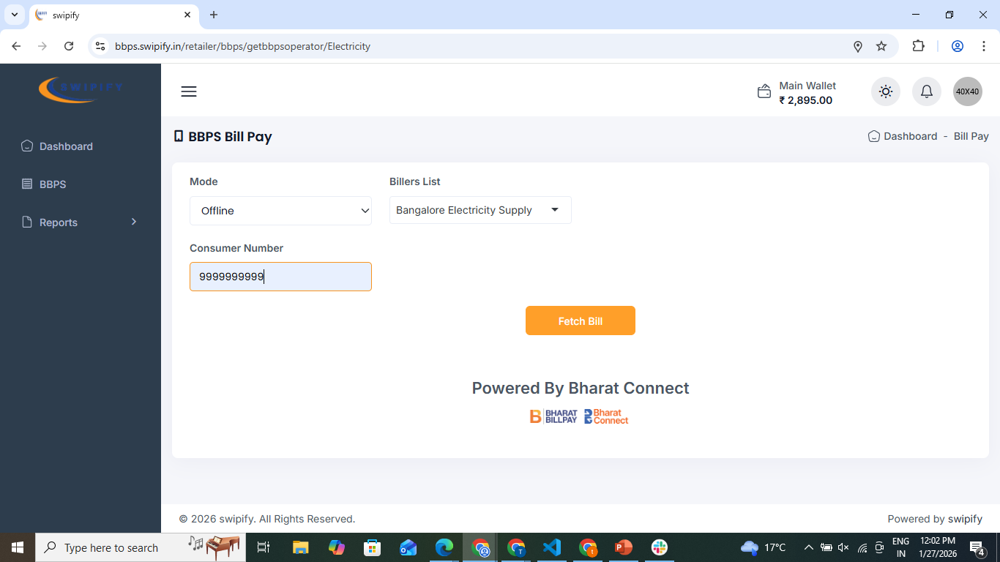 swipify
bbps.swipify.in/retailer/bbps/getbbpsoperator/Electricity
SWIPIFY
Main Wallet
₹ 2,895.00
40X40
Dashboard
BBPS
Reports
BBPS Bill Pay
Dashboard - Bill Pay
Mode
Billers List
Offline
Bangalore Electricity Supply
Consumer Number
9999999999
Fetch Bill
Powered By Bharat Connect
BHARAT BILLPAY
Bharat Connect
© 2026 swipify. All Rights Reserved.
Powered by swipify
Type here to search
17°C
ENG
IN
12:02 PM
1/27/2026
4